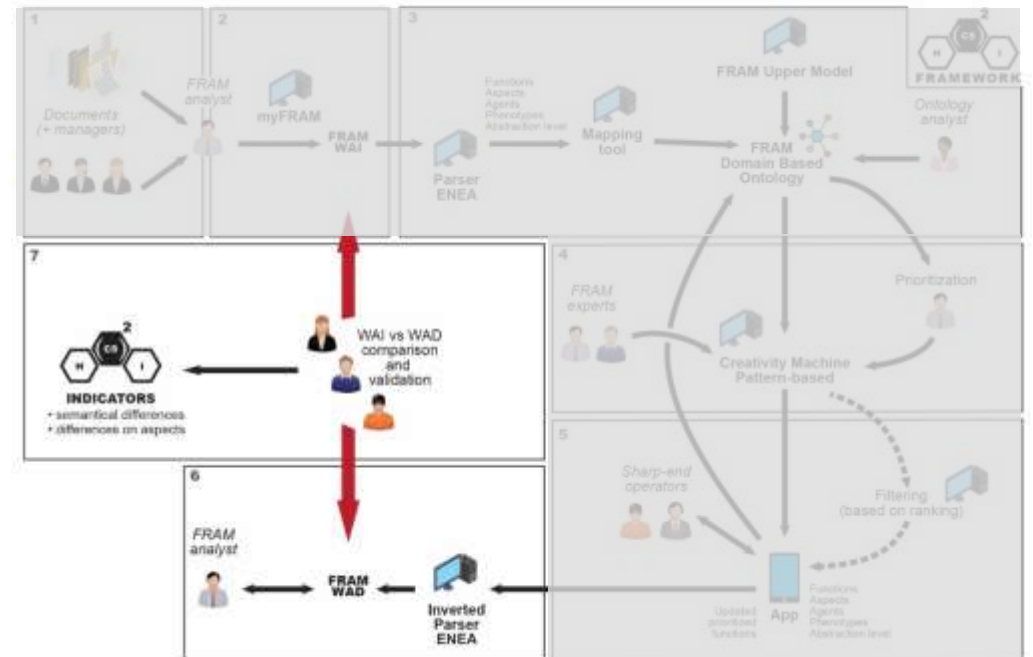 1
Documents
(+ managers)
FRAM
analyst
2
myFRAM
FRAM
WAI
3
Functions
Aspects
Agents
Phenotypes
Abstraction level
Parser
ENEA
Mapping
tool
FRAM Upper Model
FRAM
Domain Based
Ontology
2
H
CS
I
FRAMEWORK
Ontology
analyst
7
2
H
CS
I
INDICATORS
• semantical differences
• differences on aspects
WAI vs WAD
comparison
and
validation
4
FRAM
experts
Prioritization
Creativity Machine
Pattern-based
5
Sharp-end
operators
Filtering
(based on ranking)
Updated
prioritized
functions
App
Functions
Aspects
Agents
Phenotypes
Abstraction level
6
FRAM
analyst
FRAM
WAD
Inverted
Parser
ENEA